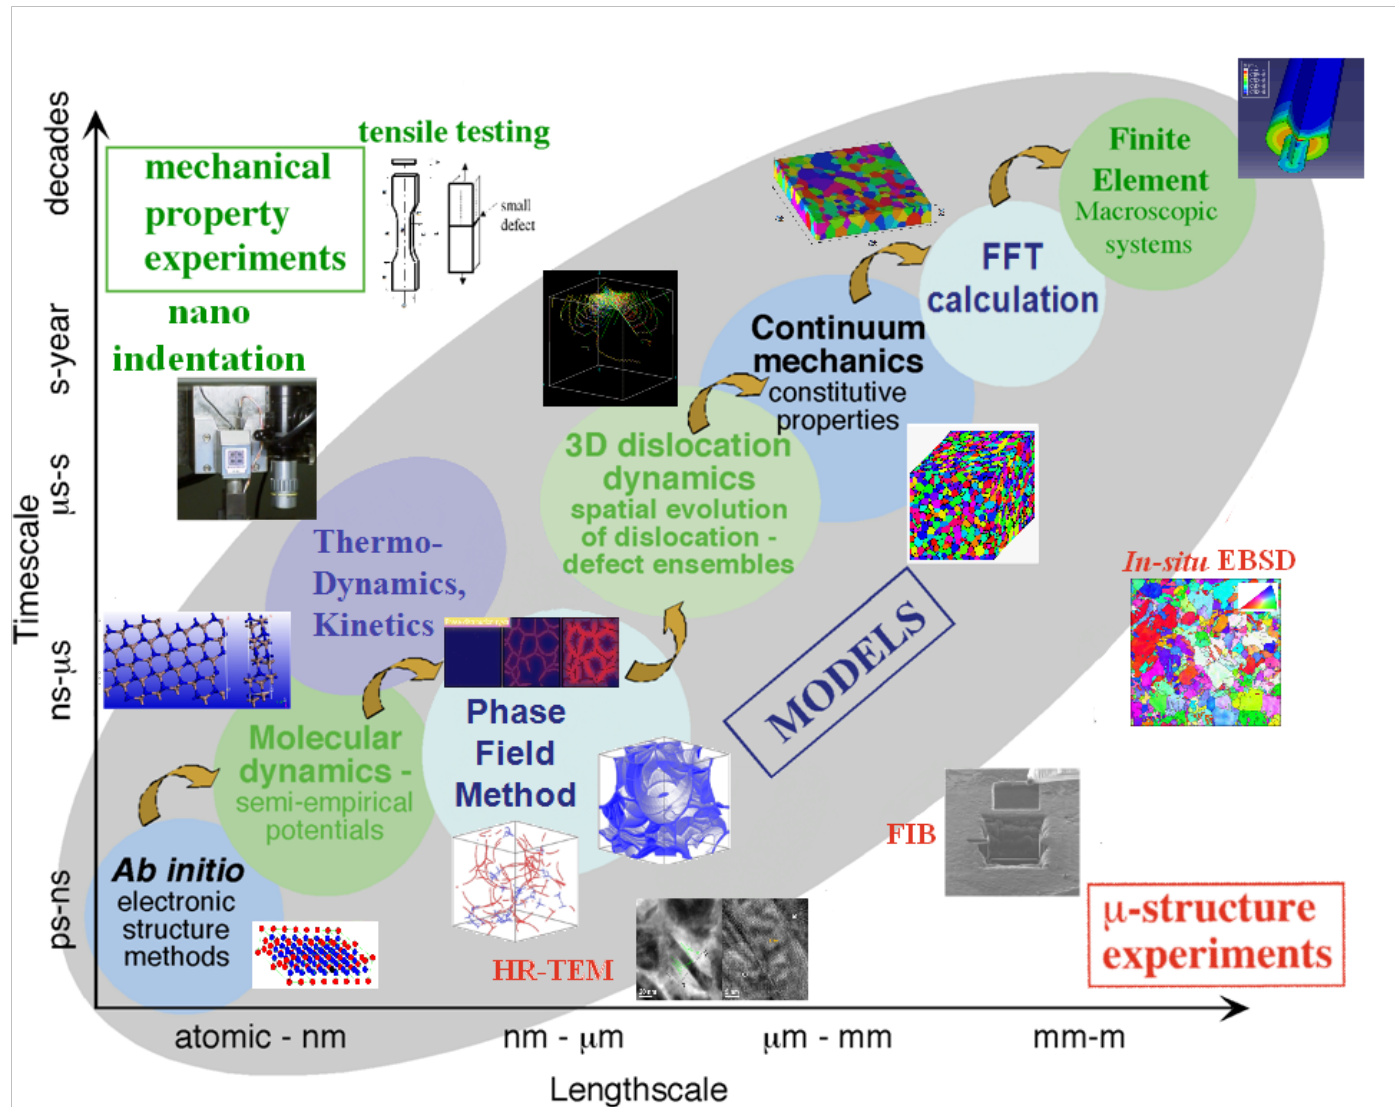 decades
s-year
μs-s
ns-μs
ps-ns
Timescale
mechanical
property
experiments
tensile testing
small
defect
nano
indentation
Finite
Element
Macroscopic
systems
FFT
calculation
Continuum
mechanics
constitutive
properties
3D dislocation
dynamics
spatial evolution
of dislocation -
defect ensembles
Thermo-
Dynamics,
Kinetics
In-situ EBSD
MODELS
Phase
Field
Method
Molecular
dynamics -
semi-empirical
potentials
FIB
Ab initio
electronic
structure
methods
HR-TEM
μ-structure
experiments
atomic - nm
nm - μm
μm - mm
mm-m
Lengthscale